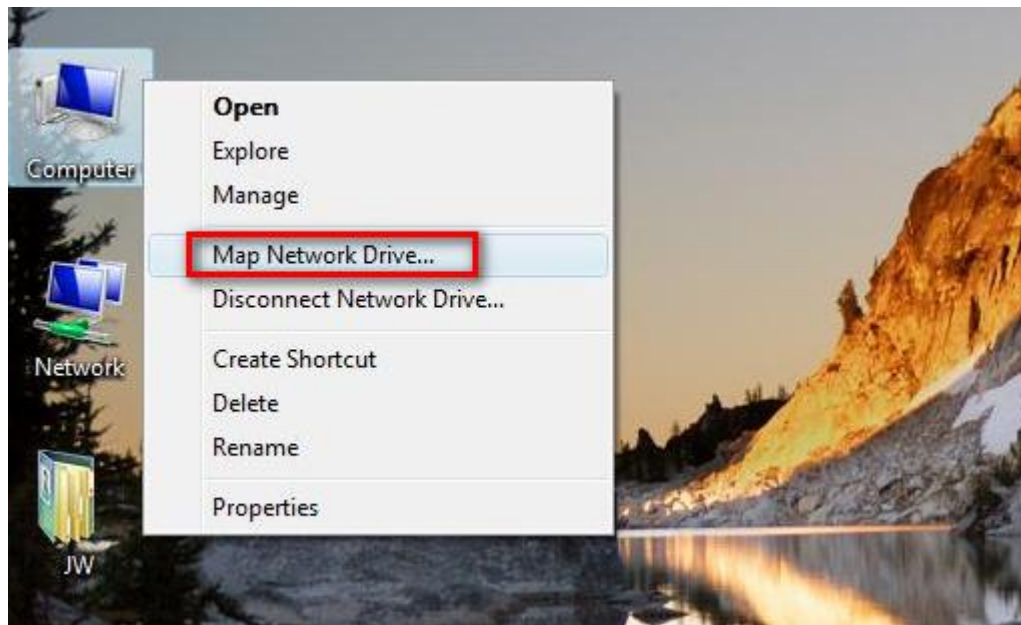 Computer
Network
JW
Open
Explore
Manage
Map Network Drive...
Disconnect Network Drive...
Create Shortcut
Delete
Rename
Properties